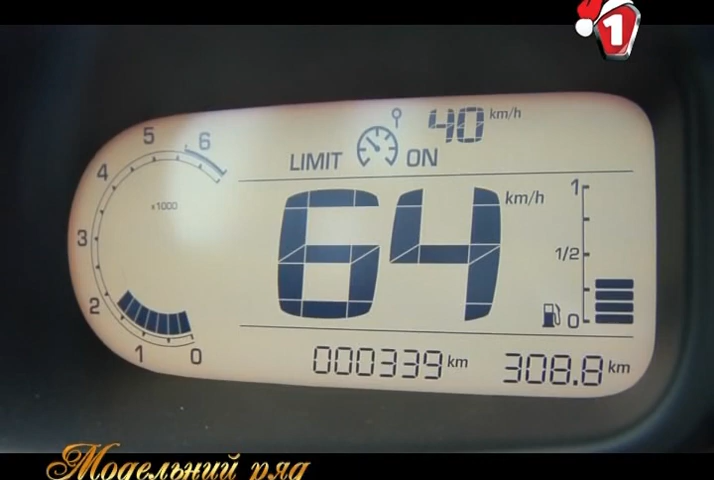 1
5 6
LIMIT ON 40 km/h
4
x1000
3
2
1 0
64 km/h
1
1/2
0
000339 km 308.8 km
Модельний ряд